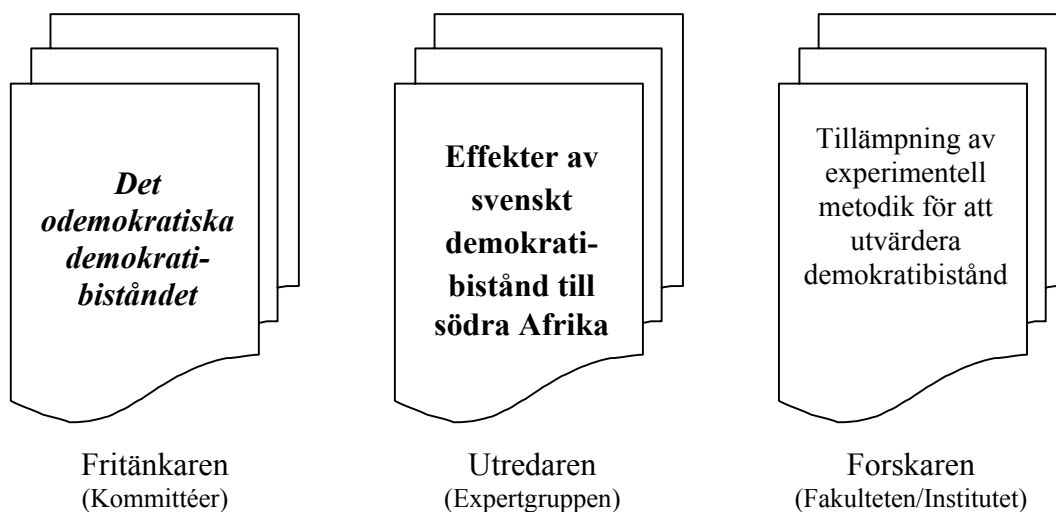 Det
odemokratiska
demokrati-
biståndet
Fritänkaren
(Kommittéer)
Effekter av
svenskt
demokrati-
bistånd till
södra Afrika
Utredaren
(Expertgruppen)
Tillämpning av
experimentell
metodik för att
utvärdera
demokratibistånd
Forskaren
(Fakulteten/Institutet)